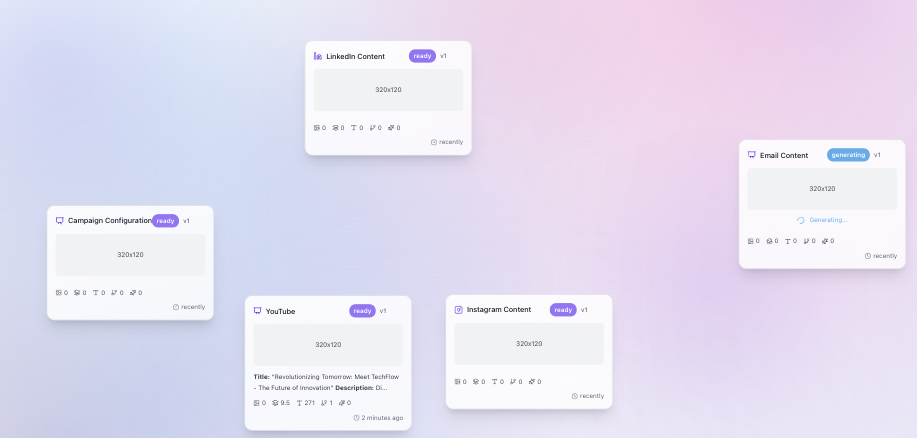 LinkedIn Content ready v1
320x120
0 0 0 0 0
recently
Email Content generating v1
320x120
Generating...
0 0 0 0 0
recently
Campaign Configuration ready v1
320x120
0 0 0 0 0
recently
YouTube ready v1
320x120
Title: "Revolutionizing Tomorrow: Meet TechFlow
- The Future of Innovation" Description: Di...
0 9.5 271 1 0
2 minutes ago
Instagram Content ready v1
320x120
0 0 0 0 0
recently